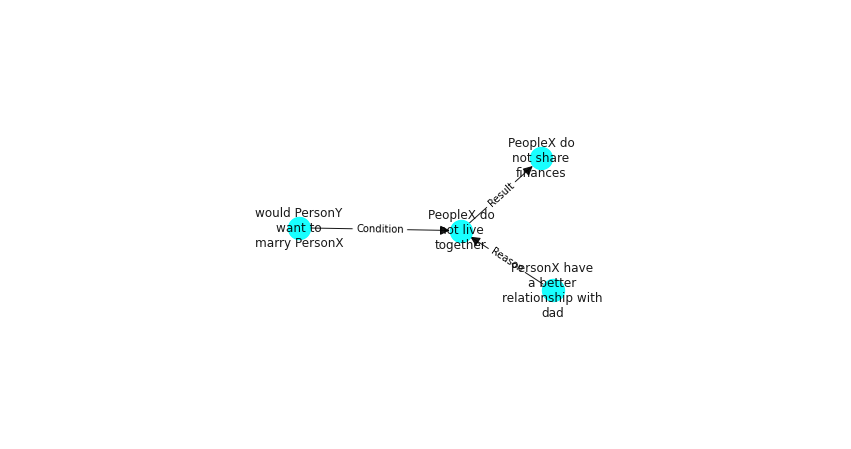 PeopleX do
not share
finances
Result
would PersonY
want to
marry PersonX
Condition
PeopleX do
not live
together
Reason
PersonX have
a better
relationship with
dad